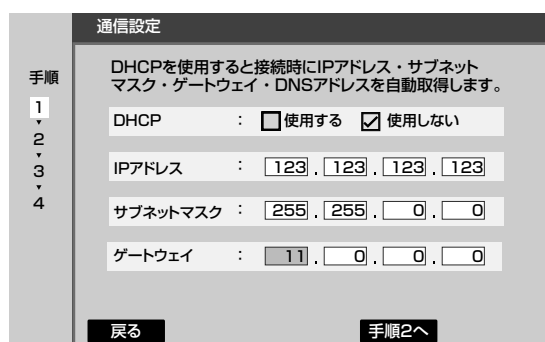 通信設定
手順
1
2
3
4
DHCPを使用すると接続時にIPアドレス・サブネット
マスク・ゲートウェイ・DNSアドレスを自動取得します。
DHCP : 使用する 使用しない
IPアドレス : 123 . 123 . 123 . 123
サブネットマスク : 255 . 255 . 0 . 0
ゲートウェイ : 11 . 0 . 0 . 0
戻る 手順2へ